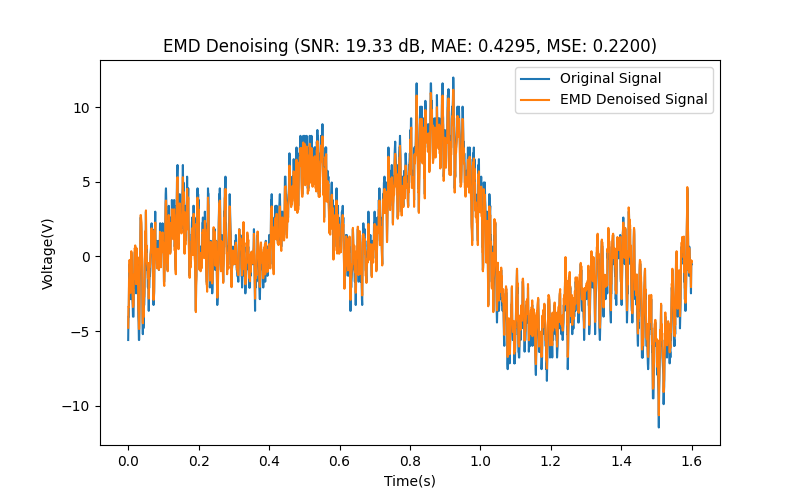 EMD Denoising (SNR: 19.33 dB, MAE: 0.4295, MSE: 0.2200)
Original Signal
EMD Denoised Signal
10
5
0
−5
−10
Voltage(V)
0.0 0.2 0.4 0.6 0.8 1.0 1.2 1.4 1.6
Time(s)